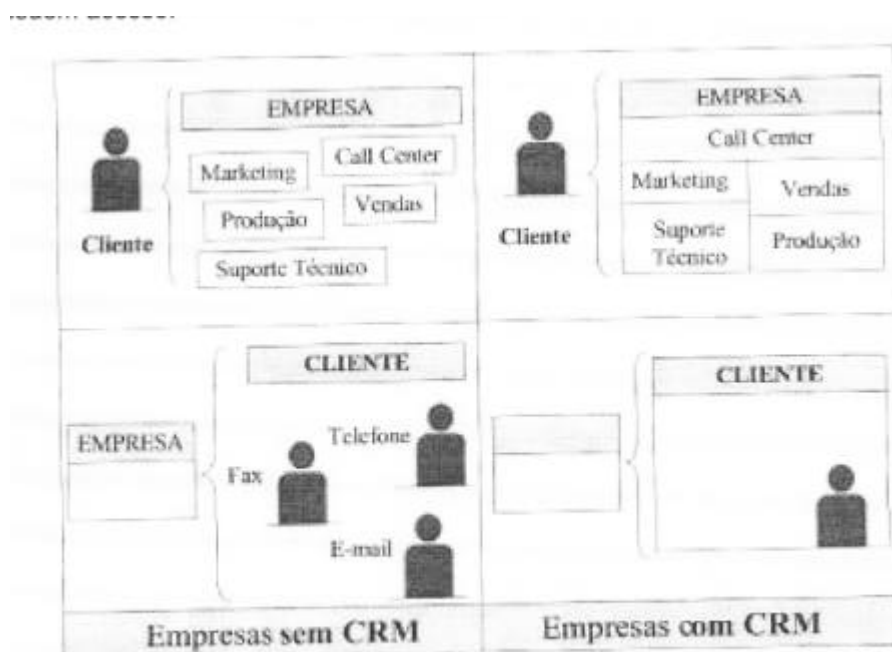 EMPRESA
Call Center
Marketing
Vendas
Produção
Cliente
Suporte Técnico
EMPRESA
Call Center
Marketing
Vendas
Suporte
Técnico
Produção
Cliente
CLIENTE
Telefone
EMPRESA
Fax
E-mail
CLIENTE
Empresas sem CRM
Empresas com CRM